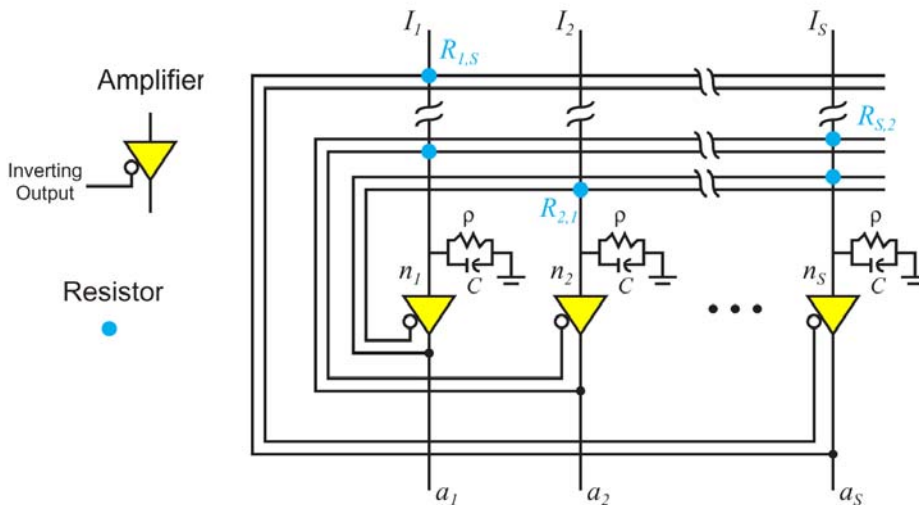 I1 I2 IS
R1,S
Amplifier
RS,2
Inverting
Output
R2,1
ρ ρ ρ
n1 C n2 C nS C
Resistor
a1 a2 aS